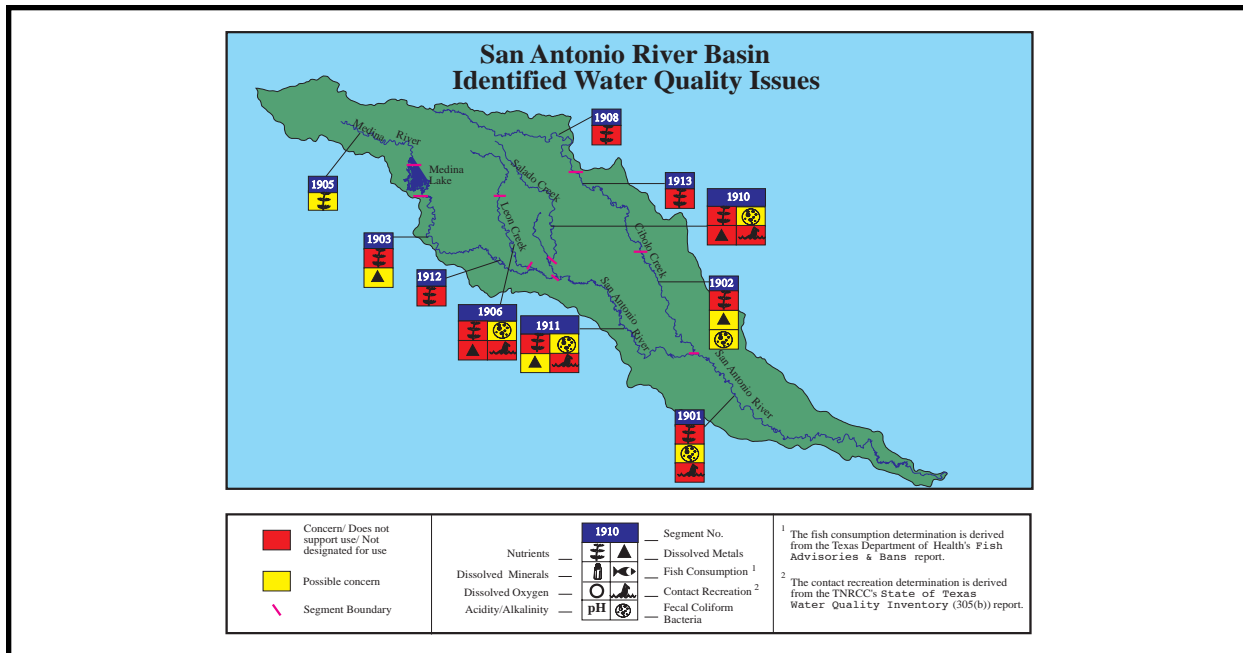 San Antonio River Basin
Identified Water Quality Issues
1908
Medina River
Medina
Lake
Salado Creek
1905
1913
1910
Leon Creek
Cibolo Creek
1903
1912
1902
San Antonio River
1906
1911
San Antonio River
1901
Concern/ Does not
support use/ Not
designated for use
Possible concern
Segment Boundary
1910
Segment No.
Nutrients
Dissolved Metals
Dissolved Minerals
Fish Consumption 1
Dissolved Oxygen
Contact Recreation 2
Acidity/Alkalinity
pH
Fecal Coliform
Bacteria
1 The fish consumption determination is derived
from the Texas Department of Health's Fish
Advisories & Bans report.
2 The contact recreation determination is derived
from the TNRCC's State of Texas
Water Quality Inventory (305(b)) report.